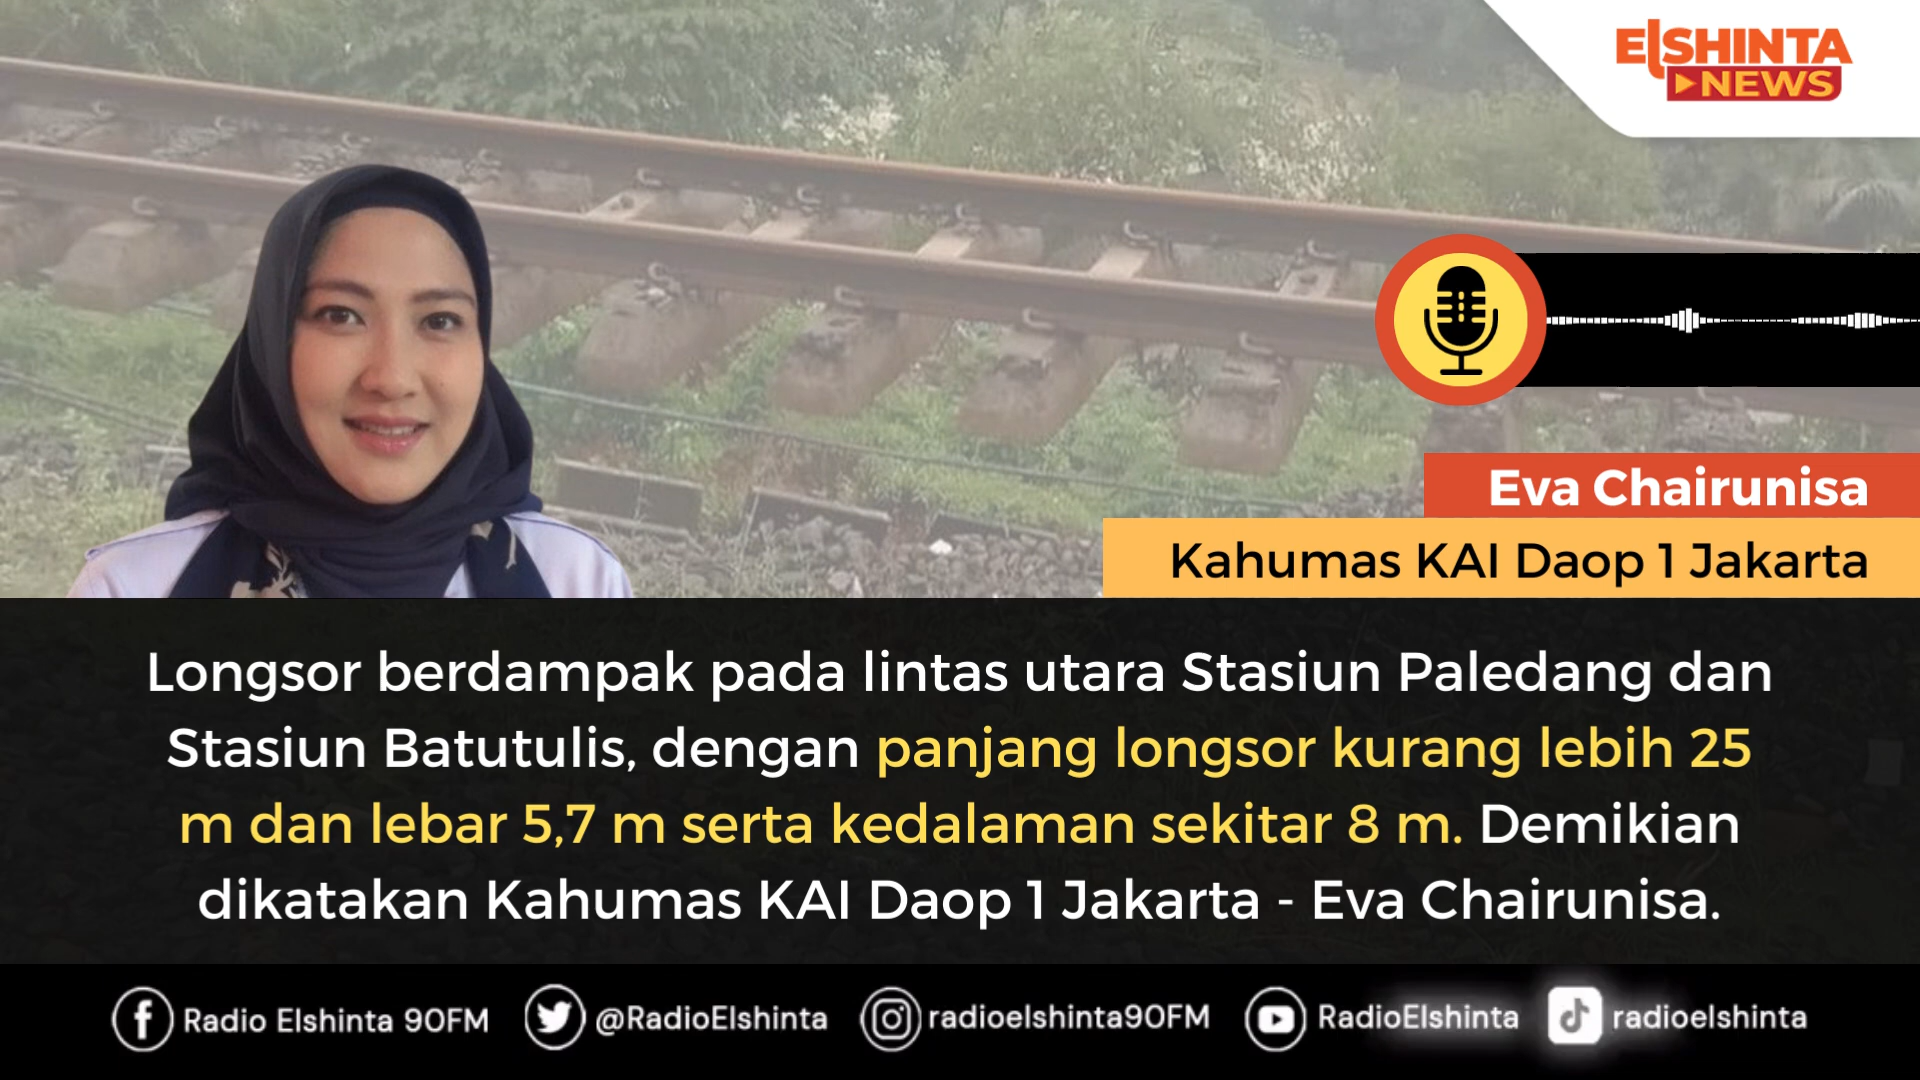 ElSHINTA
NEWS
Eva Chairunisa
Kahumas KAI Daop 1 Jakarta
Longsor berdampak pada lintas utara Stasiun Paledang dan
Stasiun Batutulis, dengan panjang longsor kurang lebih 25
m dan lebar 5,7 m serta kedalaman sekitar 8 m. Demikian
dikatakan Kahumas KAI Daop 1 Jakarta - Eva Chairunisa.
Radio Elshinta 90FM @RadioElshinta radioelshinta90FM RadioElshinta radioelshinta